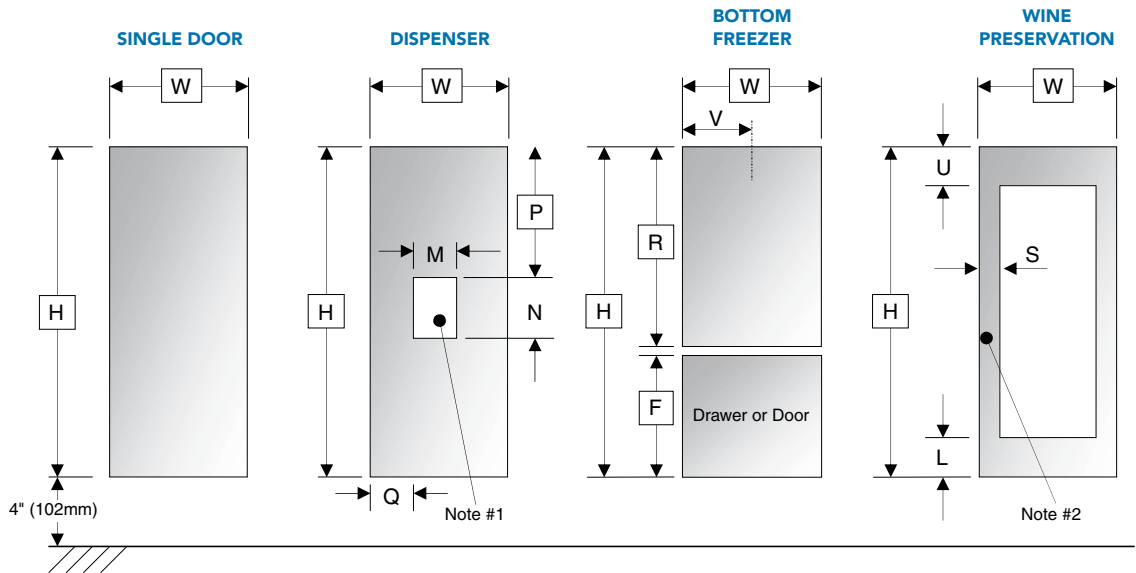 SINGLE DOOR
DISPENSER
BOTTOM
FREEZER
WINE
PRESERVATION
W
W
W
W
V
U
P
R
M
S
H
H
N
H
H
F
Drawer or Door
L
Q
4" (102mm)
Note #1
Note #2